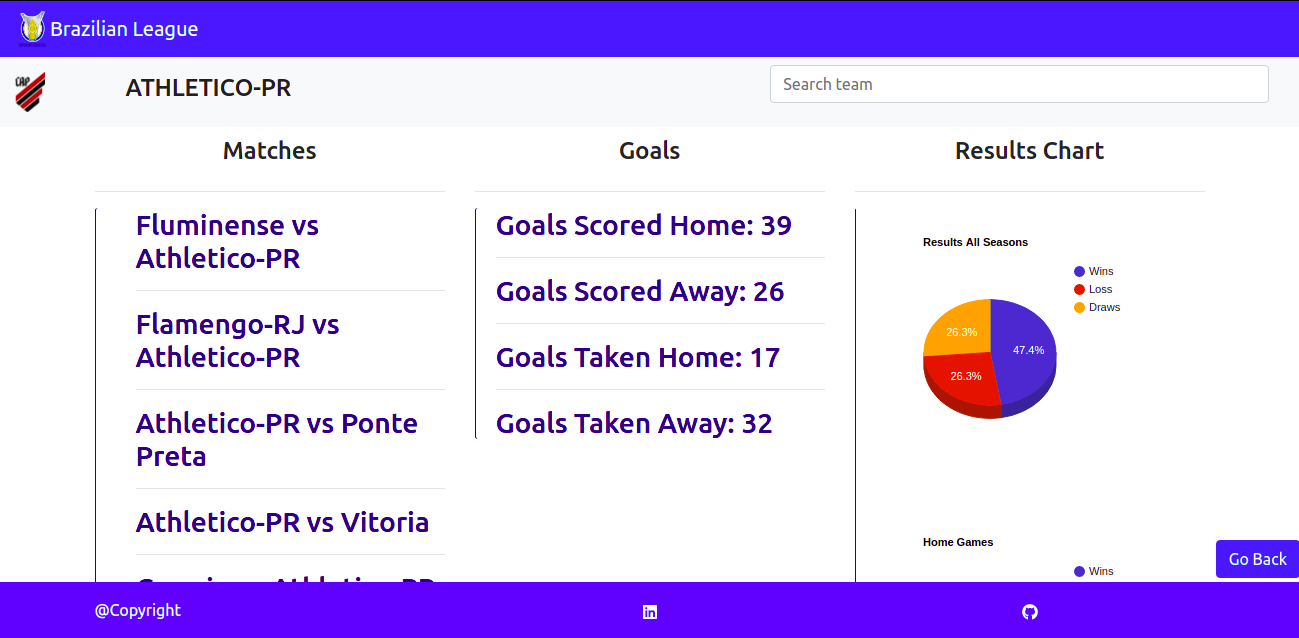 Brazilian League
CAP
ATHLETICO-PR
Search team
Matches
Goals
Results Chart
Fluminense vs
Athletico-PR
Flamengo-RJ vs
Athletico-PR
Athletico-PR vs Ponte
Preta
Athletico-PR vs Vitoria
Goals Scored Home: 39
Goals Scored Away: 26
Goals Taken Home: 17
Goals Taken Away: 32
Results All Seasons
Wins
Loss
Draws
26.3%
47.4%
26.3%
Home Games
Wins
Go Back
@Copyright
in